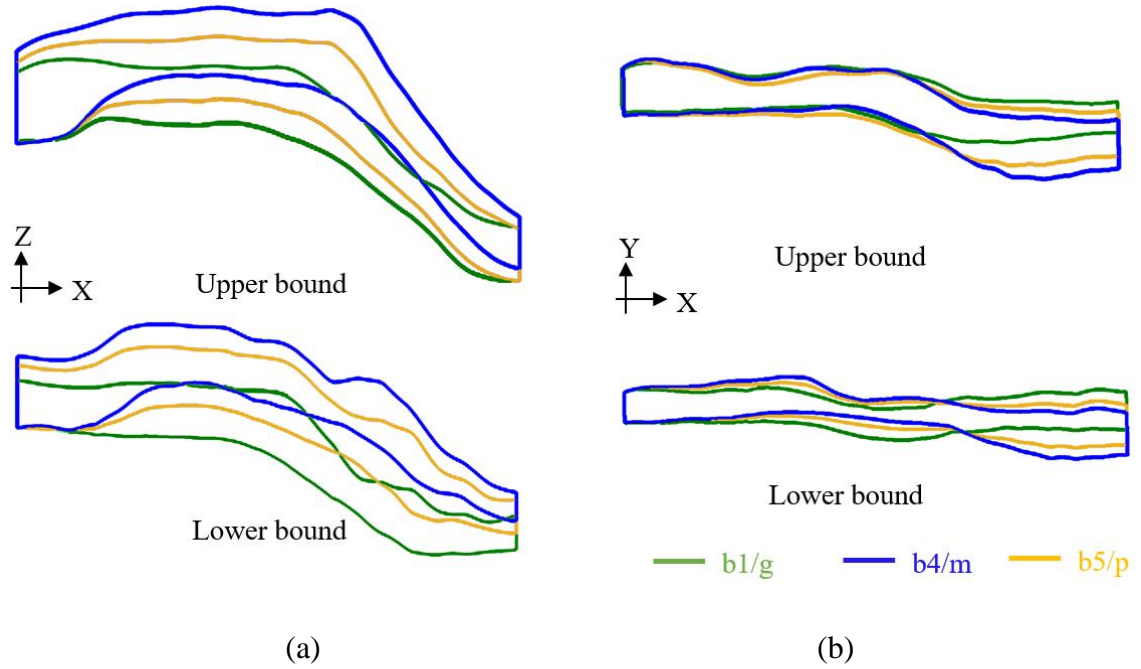 Z
X
Upper bound
Y
X
Upper bound
Lower bound
Lower bound
b1/g
b4/m
b5/p
(a)
(b)